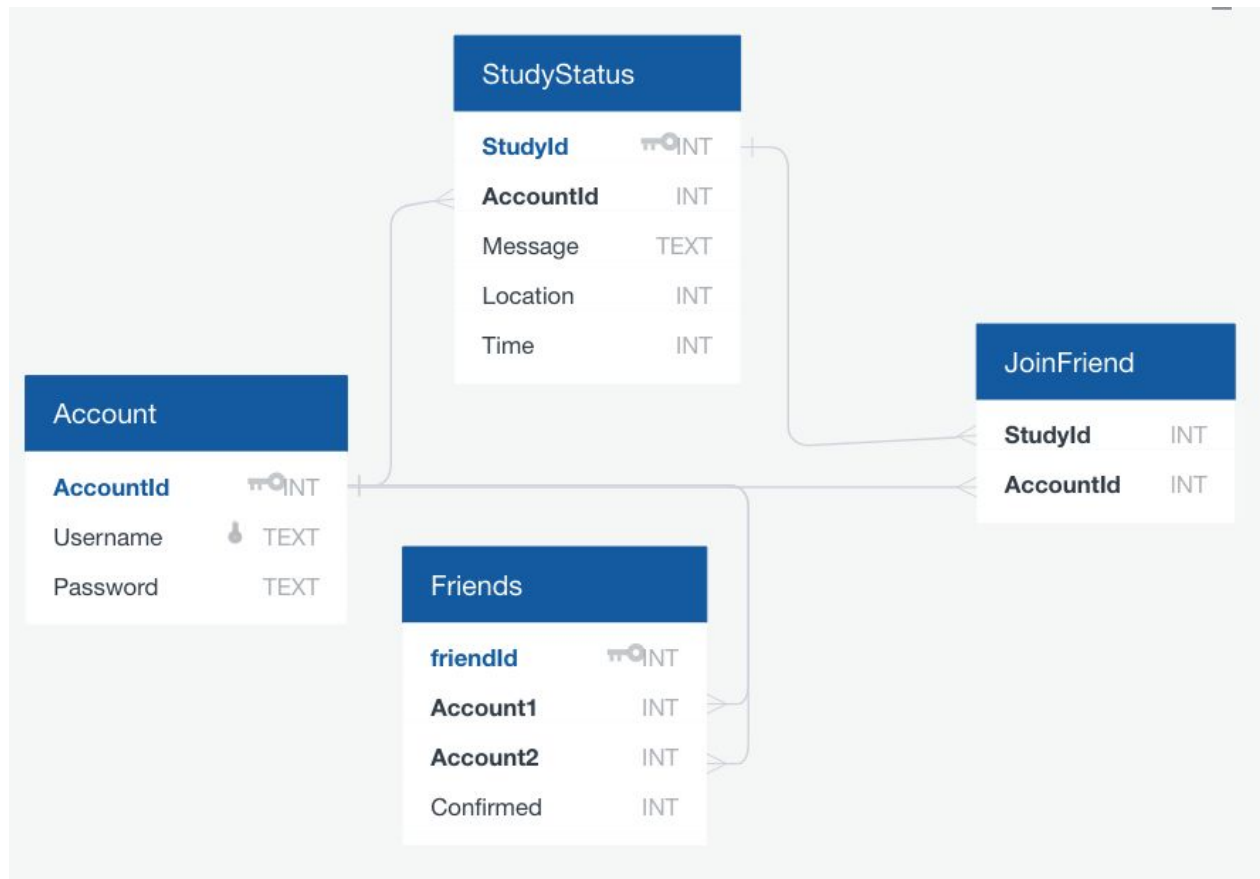 StudyStatus
StudyId INT
AccountId INT
Message TEXT
Location INT
Time INT
JoinFriend
StudyId INT
AccountId INT
Account
AccountId INT
Username TEXT
Password TEXT
Friends
friendId INT
Account1 INT
Account2 INT
Confirmed INT